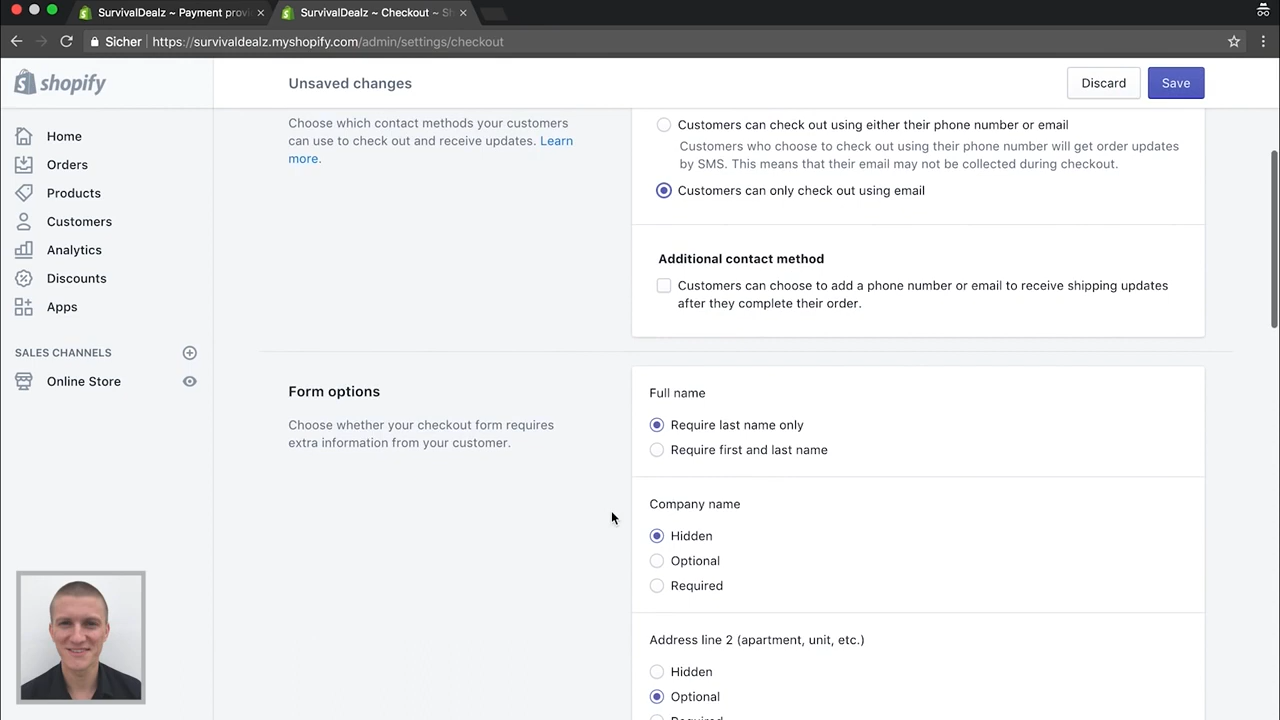 SurvivalDealz ~ Payment provi
SurvivalDealz ~ Checkout ~ Sh
Sicher
https://survivaldealz.myshopify.com/admin/settings/checkout
shopify
Unsaved changes
Discard
Save
Home
Orders
Products
Customers
Analytics
Discounts
Apps
SALES CHANNELS
Online Store
Choose which contact methods your customers
can use to check out and receive updates. Learn
more.
Customers can check out using either their phone number or email
Customers who choose to check out using their phone number will get order updates
by SMS. This means that their email may not be collected during checkout.
Customers can only check out using email
Additional contact method
Customers can choose to add a phone number or email to receive shipping updates
after they complete their order.
Form options
Choose whether your checkout form requires
extra information from your customer.
Full name
Require last name only
Require first and last name
Company name
Hidden
Optional
Required
Address line 2 (apartment, unit, etc.)
Hidden
Optional
Required